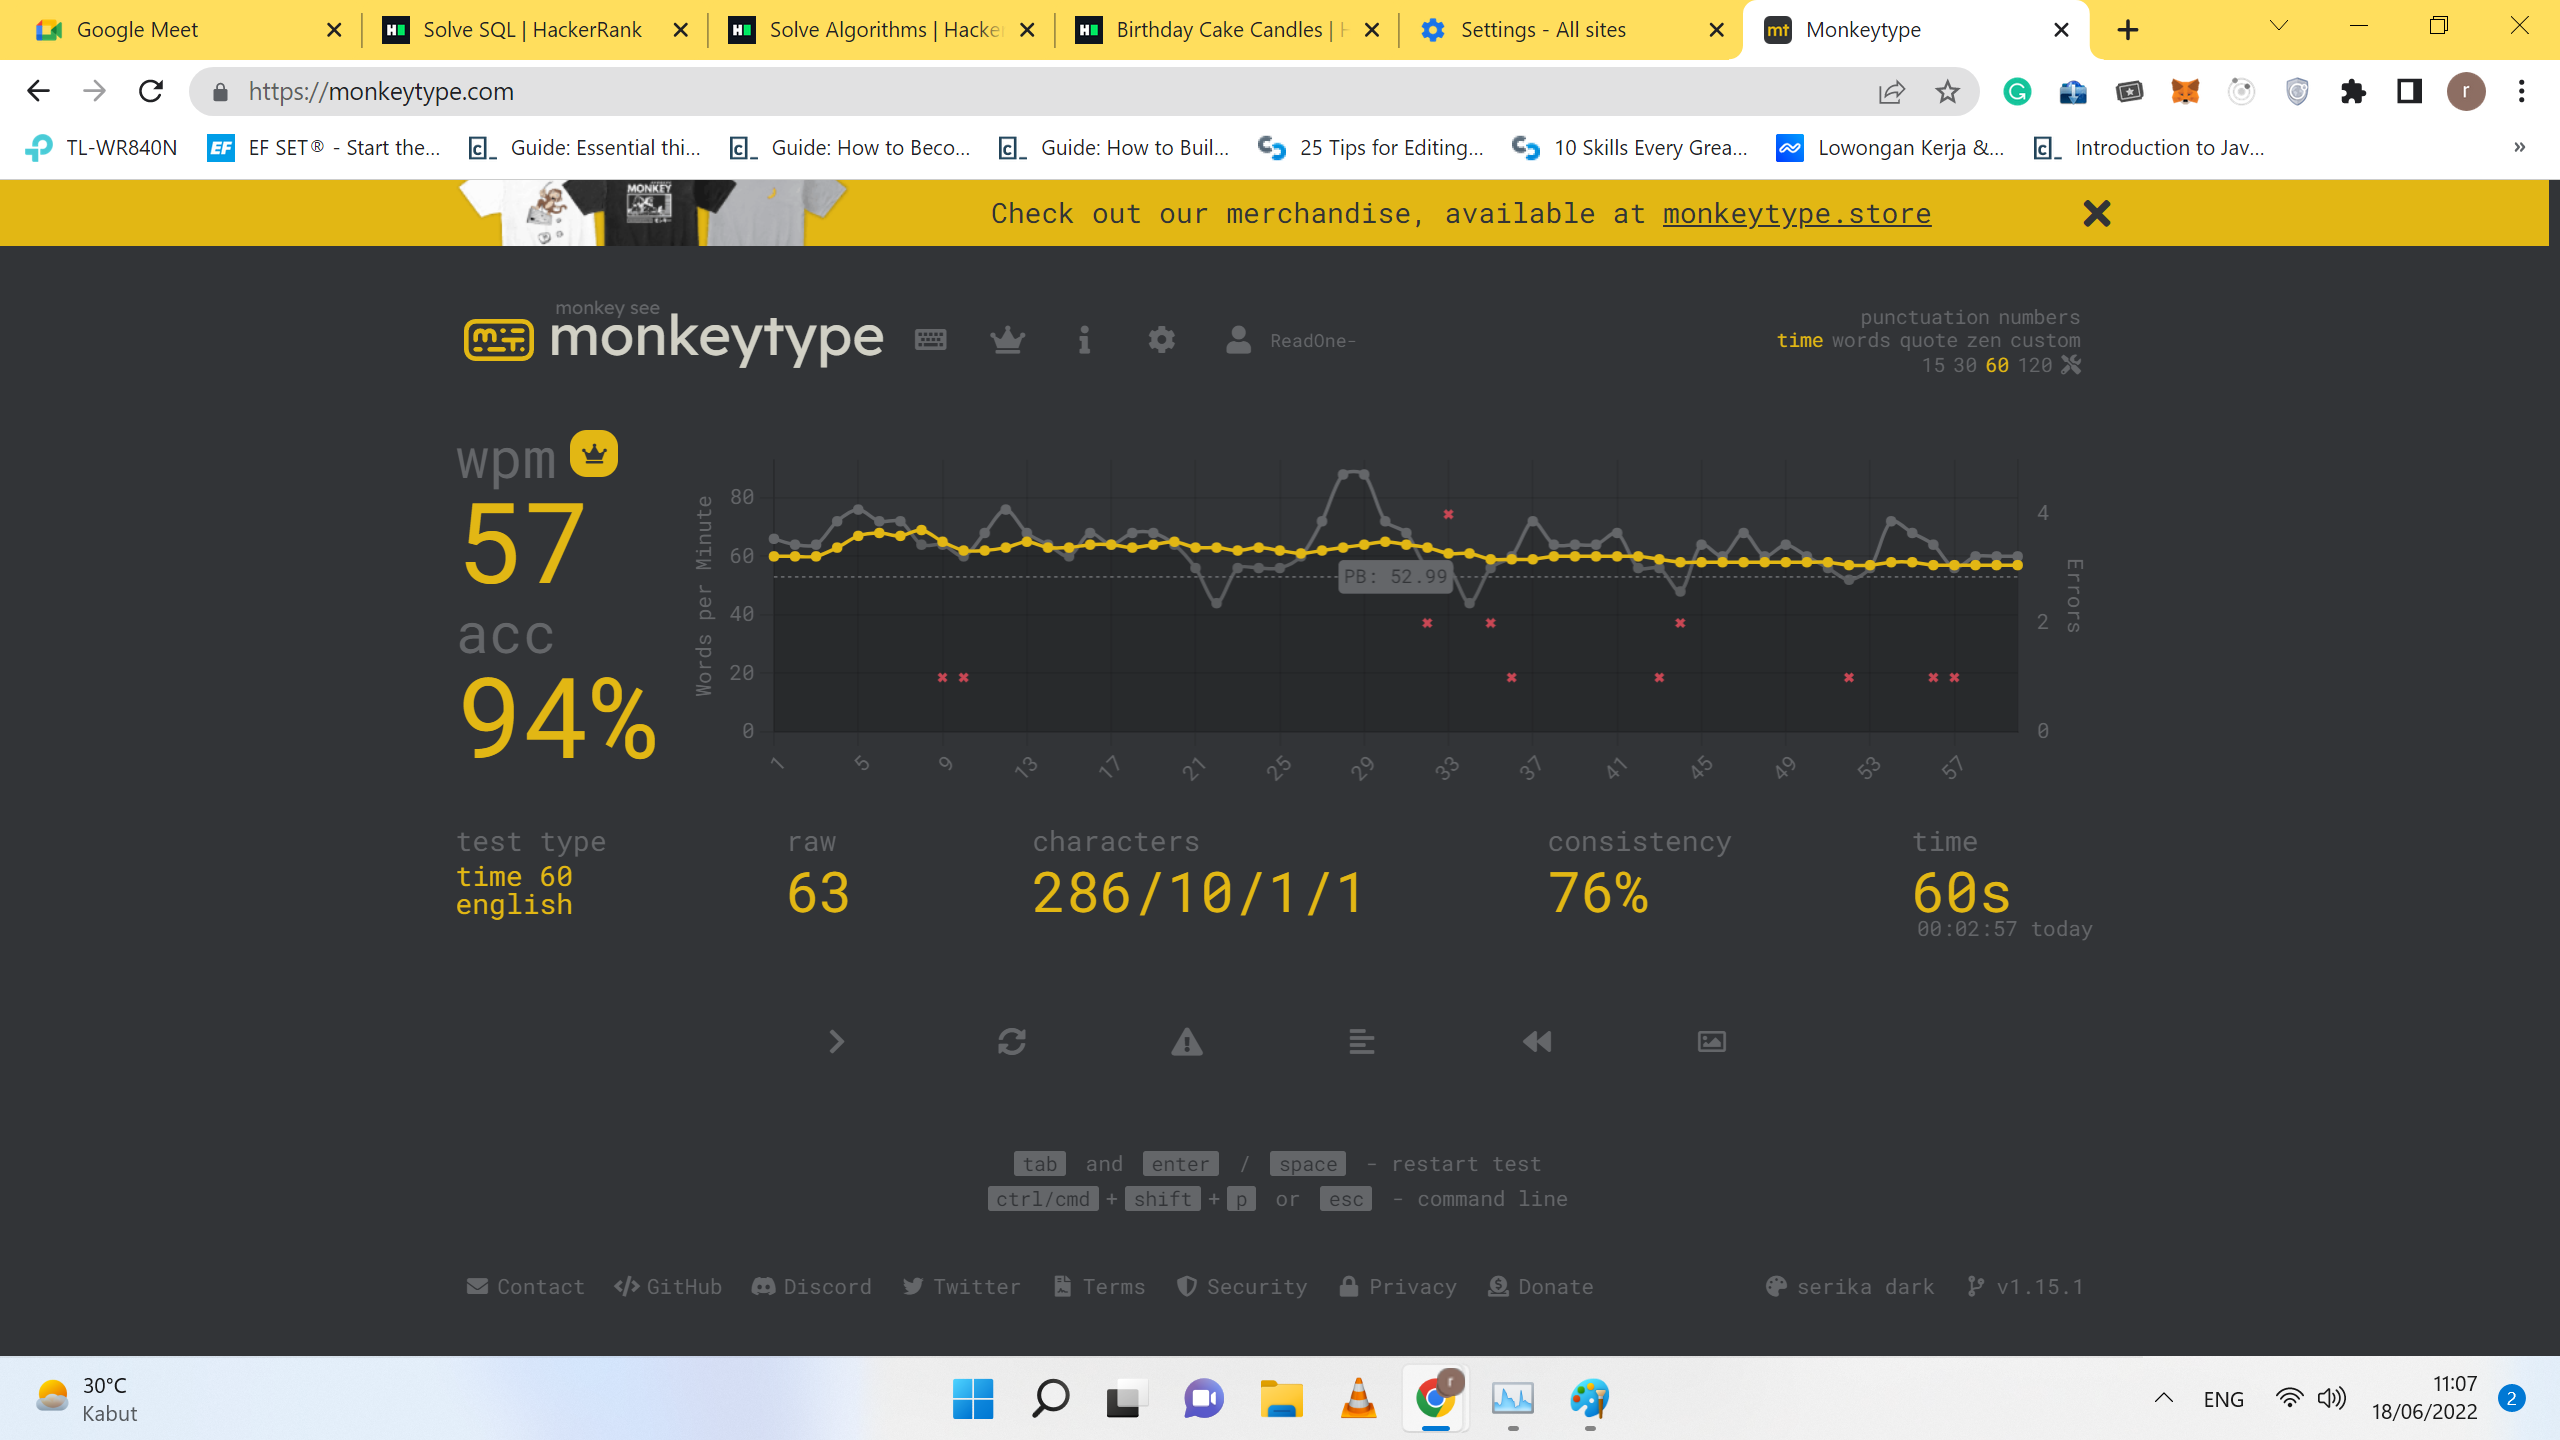 Google Meet
Solve SQL | HackerRank
Solve Algorithms | Hacker
Birthday Cake Candles | H
Settings - All sites
Monkeytype
https://monkeytype.com
TL-WR840N
EF SET® - Start the...
Guide: Essential thi...
Guide: How to Beco...
Guide: How to Buil...
25 Tips for Editing...
10 Skills Every Grea...
Lowongan Kerja &...
Introduction to Jav...
»
MONKEY
Check out our merchandise, available at monkeytype.store
monkey see
monkeytype
ReadOne-
punctuation numbers
time words quote zen custom
15 30 60 120
wpm
57
acc
94%
Words per Minute
80
60
40
20
0
PB: 52.99
4
2
0
Errors
1 5 9 13 17 21 25 29 33 37 41 45 49 53 57
test type
time 60
english
raw
63
characters
286/10/1/1
consistency
76%
time
60s
00:02:57 today
tab and enter / space - restart test
ctrl/cmd + shift + p or esc - command line
Contact GitHub Discord Twitter Terms Security Privacy Donate
serika dark v1.15.1
30°C
Kabut
ENG
11:07
18/06/2022
2